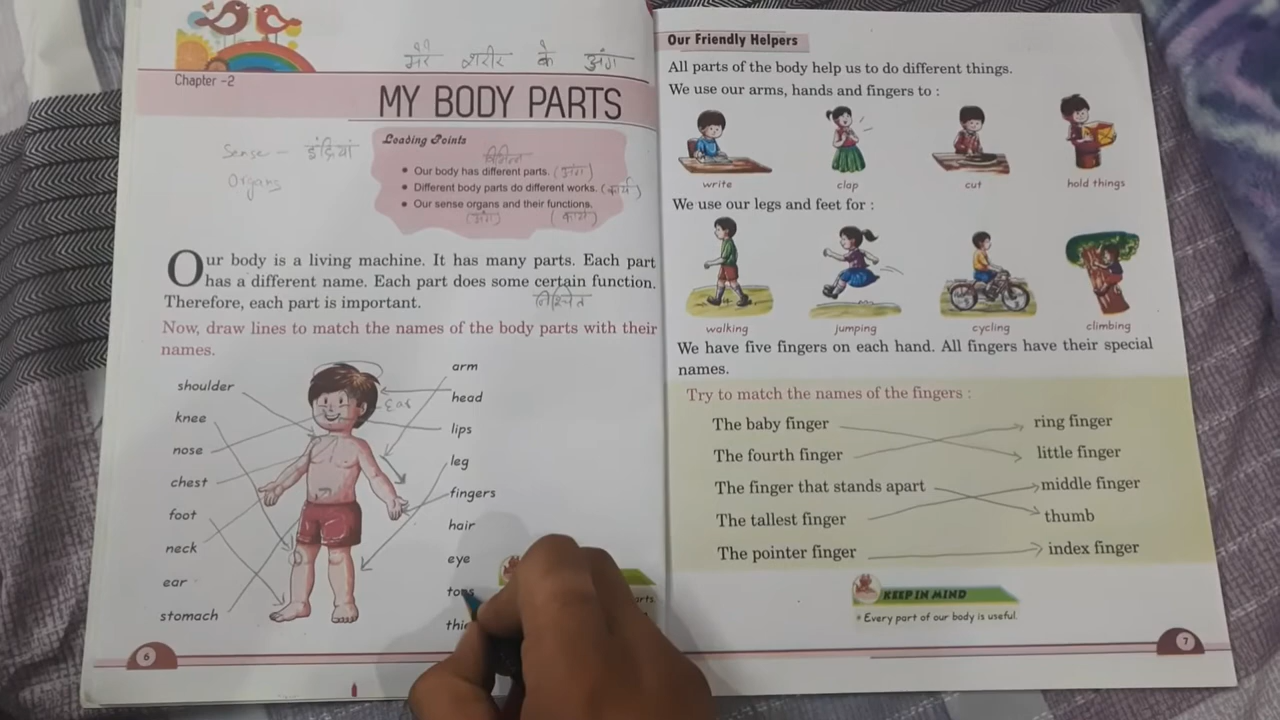 मेरे शरीर के अंग
Chapter -2
MY BODY PARTS
Sense - इंद्रियां
Organs
Leading Points
विभिन्न
• Our body has different parts. (अंग)
• Different body parts do different works. (कार्य)
• Our sense organs and their functions.
(अंग) (कार्य)
Our body is a living machine. It has many parts. Each part
has a different name. Each part does some certain function.
निश्चित
Therefore, each part is important.
Now, draw lines to match the names of the body parts with their
names.
shoulder
knee
nose
chest
foot
neck
ear
stomach
Ear
arm
head
lips
leg
fingers
hair
eye
6
Our Friendly Helpers
All parts of the body help us to do different things.
We use our arms, hands and fingers to :
write clap cut hold things
We use our legs and feet for :
walking jumping cycling climbing
We have five fingers on each hand. All fingers have their special
names.
Try to match the names of the fingers :
The baby finger ring finger
The fourth finger little finger
The finger that stands apart middle finger
The tallest finger thumb
The pointer finger index finger
KEEP IN MIND
• Every part of our body is useful.
7